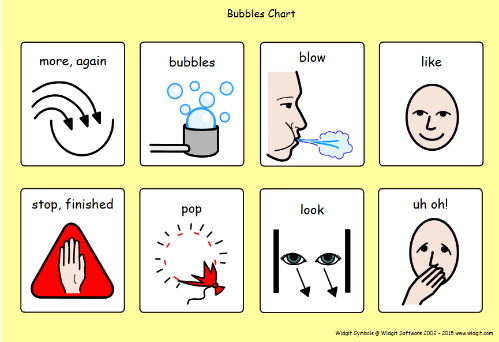 Bubbles Chart
more, again
bubbles
blow
like
stop, finished
pop
look
uh oh!
Widgit Symbols @ Widgit Software 2002 - 2015 www.widgit.com